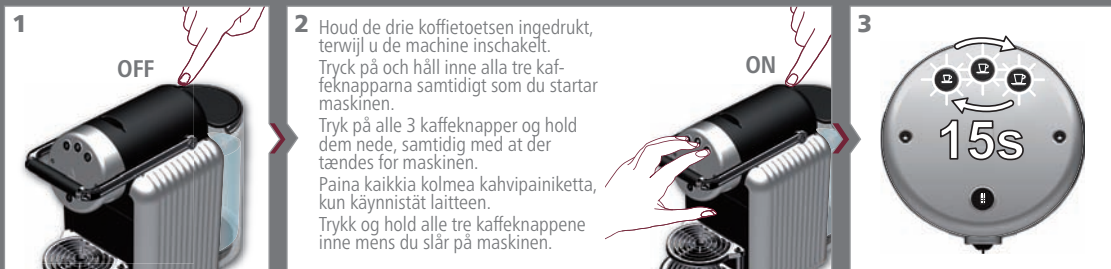 1
OFF
2
Houd de drie koffietoetsen ingedrukt,
terwijl u de machine inschakelt.
Tryck på och håll inne alla tre kaf-
feknapparna samtidigt som du startar
maskinen.
Tryk på alle 3 kaffeknapper og hold
dem nede, samtidig med at der
tændes for maskinen.
Paina kaikkia kolmea kahvipainiketta,
kun käynnistät laitteen.
Trykk og hold alle tre kaffeknappene
inne mens du slår på maskinen.
ON
3
15s